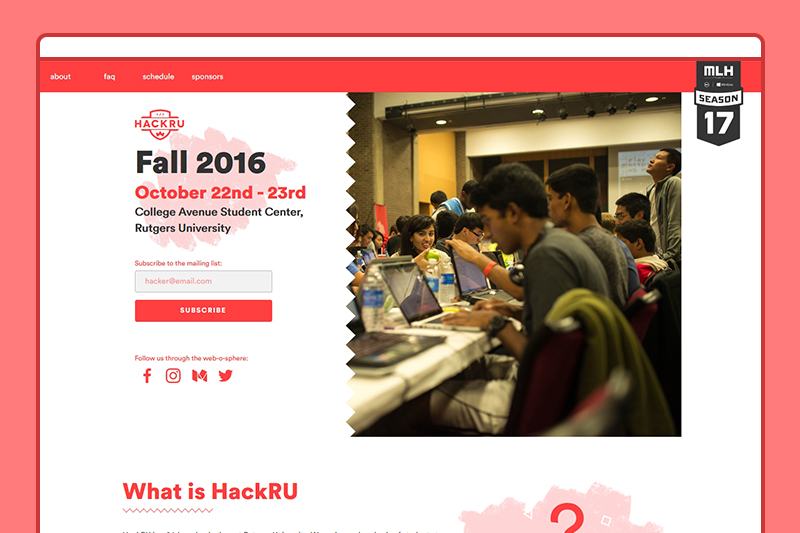 about faq schedule sponsors
MLH
SEASON
17
HACKRU
Fall 2016
October 22nd - 23rd
College Avenue Student Center,
Rutgers University
Subscribe to the mailing list:
hacker@email.com
SUBSCRIBE
Follow us through the web-o-sphere:
What is HackRU
?